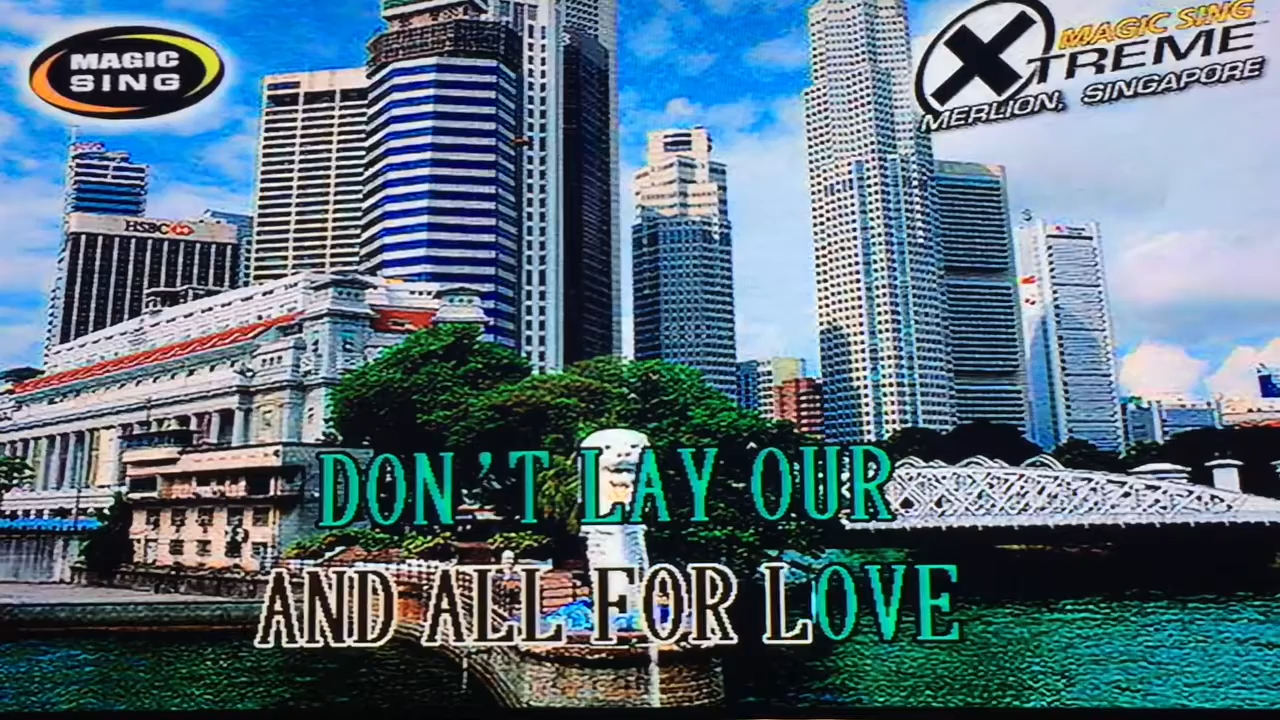 MAGIC
SING
MAGIC SING
XTREME
MERLION, SINGAPORE
HSBC
DON'T LAY OUR
AND ALL FOR LOVE